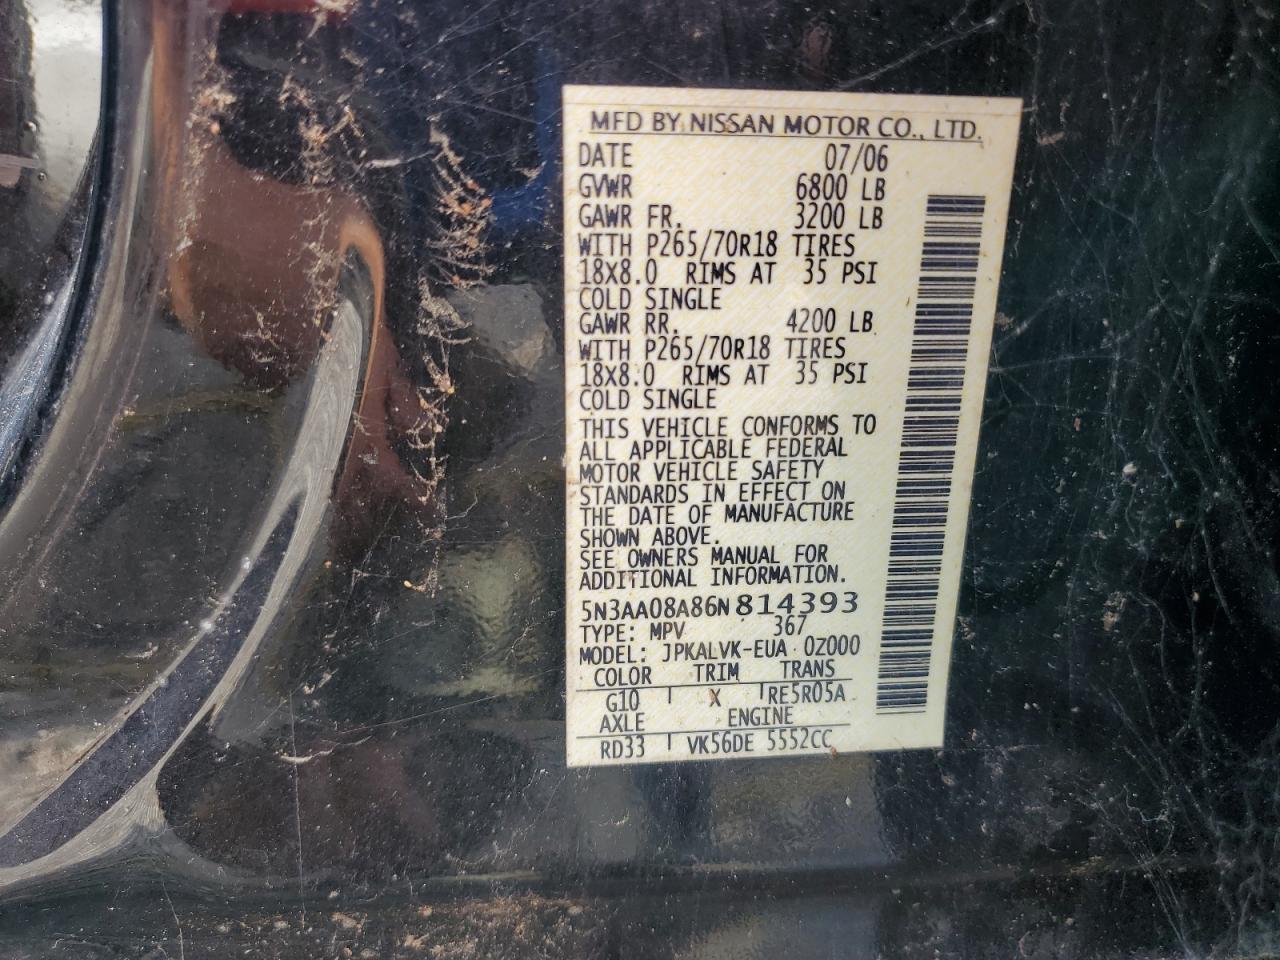 MFD BY NISSAN MOTOR CO., LTD.
DATE 07/06
GVWR 6800 LB
GAWR FR. 3200 LB
WITH P265/70R18 TIRES
18X8.0 RIMS AT 35 PSI
COLD SINGLE
GAWR RR. 4200 LB
WITH P265/70R18 TIRES
18X8.0 RIMS AT 35 PSI
COLD SINGLE
THIS VEHICLE CONFORMS TO
ALL APPLICABLE FEDERAL
MOTOR VEHICLE SAFETY
STANDARDS IN EFFECT ON
THE DATE OF MANUFACTURE
SHOWN ABOVE.
SEE OWNERS MANUAL FOR
ADDITIONAL INFORMATION.
5N3AA08A86N814393
TYPE: MPV 367
MODEL: JPKALVK-EUA 0Z000
COLOR TRIM TRANS
G10 X RE5R05A
AXLE ENGINE
RD33 VK56DE 5552CC